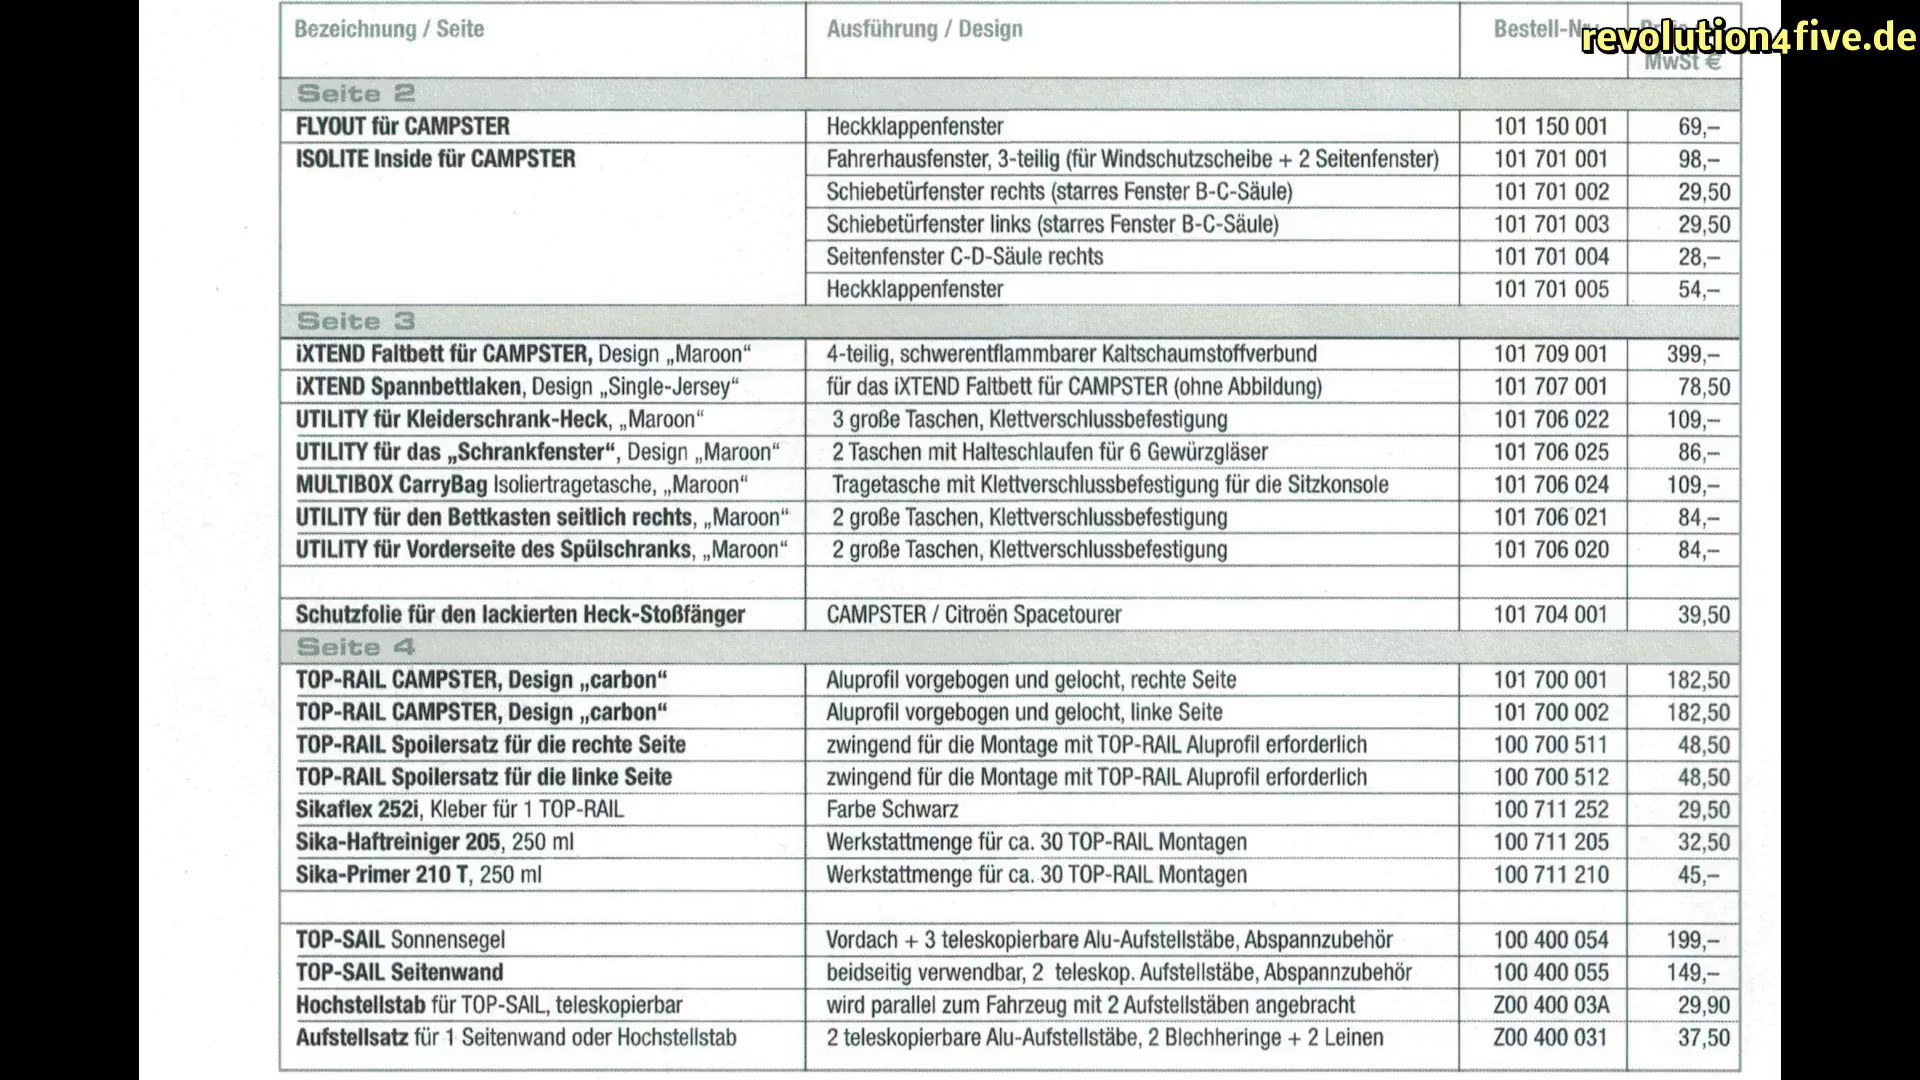 revolution4five.de
Bezeichnung / Seite Ausführung / Design Bestell-Nr.
MwSt €
Seite 2
FLYOUT für CAMPSTER Heckklappenfenster 101 150 001 69,–
ISOLITE Inside für CAMPSTER Fahrerhausfenster, 3-teilig (für Windschutzscheibe + 2 Seitenfenster) 101 701 001 98,–
Schiebetürfenster rechts (starres Fenster B-C-Säule) 101 701 002 29,50
Schiebetürfenster links (starres Fenster B-C-Säule) 101 701 003 29,50
Seitenfenster C-D-Säule rechts 101 701 004 28,–
Heckklappenfenster 101 701 005 54,–
Seite 3
iXTEND Faltbett für CAMPSTER, Design „Maroon“ 4-teilig, schwerentflammbarer Kaltschaumstoffverbund 101 709 001 399,–
iXTEND Spannbettlaken, Design „Single-Jersey“ für das iXTEND Faltbett für CAMPSTER (ohne Abbildung) 101 707 001 78,50
UTILITY für Kleiderschrank-Heck, „Maroon“ 3 große Taschen, Klettverschlussbefestigung 101 706 022 109,–
UTILITY für das „Schrankfenster“, Design „Maroon“ 2 Taschen mit Halteschlaufen für 6 Gewürzgläser 101 706 025 86,–
MULTIBOX CarryBag Isoliertragetasche, „Maroon“ Tragetasche mit Klettverschlussbefestigung für die Sitzkonsole 101 706 024 109,–
UTILITY für den Bettkasten seitlich rechts, „Maroon“ 2 große Taschen, Klettverschlussbefestigung 101 706 021 84,–
UTILITY für Vorderseite des Spülschranks, „Maroon“ 2 große Taschen, Klettverschlussbefestigung 101 706 020 84,–
Schutzfolie für den lackierten Heck-Stoßfänger CAMPSTER / Citroën Spacetourer 101 704 001 39,50
Seite 4
TOP-RAIL CAMPSTER, Design „carbon“ Aluprofil vorgebogen und gelocht, rechte Seite 101 700 001 182,50
TOP-RAIL CAMPSTER, Design „carbon“ Aluprofil vorgebogen und gelocht, linke Seite 101 700 002 182,50
TOP-RAIL Spoilersatz für die rechte Seite zwingend für die Montage mit TOP-RAIL Aluprofil erforderlich 100 700 511 48,50
TOP-RAIL Spoilersatz für die linke Seite zwingend für die Montage mit TOP-RAIL Aluprofil erforderlich 100 700 512 48,50
Sikaflex 252i, Kleber für 1 TOP-RAIL Farbe Schwarz 100 711 252 29,50
Sika-Haftreiniger 205, 250 ml Werkstattmenge für ca. 30 TOP-RAIL Montagen 100 711 205 32,50
Sika-Primer 210 T, 250 ml Werkstattmenge für ca. 30 TOP-RAIL Montagen 100 711 210 45,–
TOP-SAIL Sonnensegel Vordach + 3 teleskopierbare Alu-Aufstellstäbe, Abspannzubehör 100 400 054 199,–
TOP-SAIL Seitenwand beidseitig verwendbar, 2 teleskop. Aufstellstäbe, Abspannzubehör 100 400 055 149,–
Hochstellstab für TOP-SAIL, teleskopierbar wird parallel zum Fahrzeug mit 2 Aufstellstäben angebracht Z00 400 03A 29,90
Aufstellsatz für 1 Seitenwand oder Hochstellstab 2 teleskopierbare Alu-Aufstellstäbe, 2 Blechheringe + 2 Leinen Z00 400 031 37,50